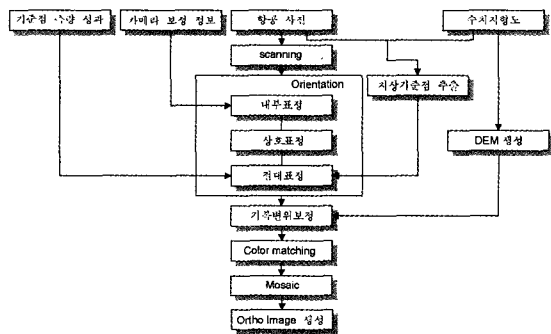 기준점 측량 성과
카메라 보정 정보
항공 사진
수치지형도
scanning
Orientation
내부표정
지상기준점 추출
상호표정
DEM 생성
절대표정
기복변위보정
Color matching
Mosaic
Ortho Image 생성